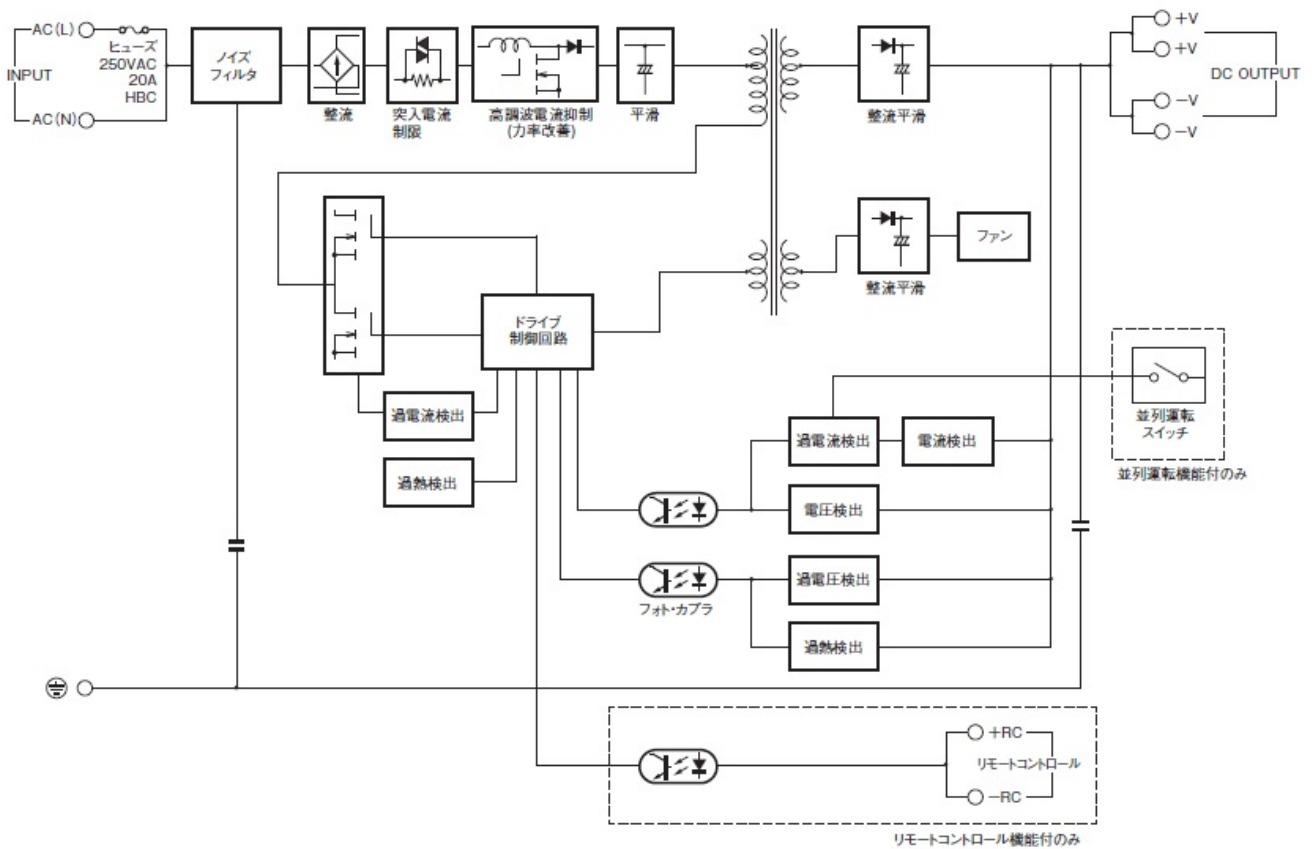 AC(L)
ヒューズ
250VAC
20A
HBC
INPUT
AC(N)
ノイズ
フィルタ
整流
突入電流
制限
高調波電流抑制
(力率改善)
平滑
整流平滑
+V
+V
DC OUTPUT
−V
−V
整流平滑
ファン
ドライブ
制御回路
過電流検出
過熱検出
過電流検出
電流検出
並列運転
スイッチ
並列運転機能付のみ
電圧検出
過電圧検出
フォト・カプラ
過熱検出
+RC
リモートコントロール
−RC
リモートコントロール機能付のみ